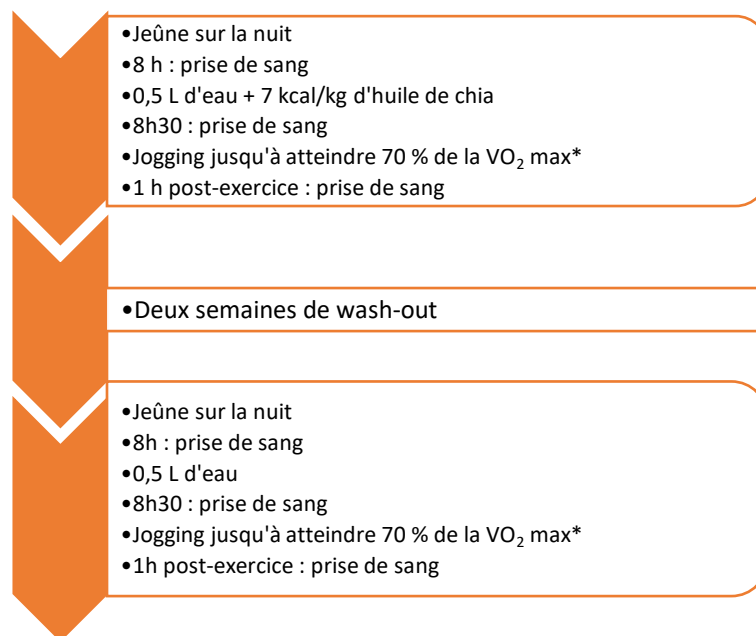 •Jeûne sur la nuit
•8 h : prise de sang
•0,5 L d'eau + 7 kcal/kg d'huile de chia
•8h30 : prise de sang
•Jogging jusqu'à atteindre 70 % de la VO₂ max*
•1 h post-exercice : prise de sang
•Deux semaines de wash-out
•Jeûne sur la nuit
•8h : prise de sang
•0,5 L d'eau
•8h30 : prise de sang
•Jogging jusqu'à atteindre 70 % de la VO₂ max*
•1h post-exercice : prise de sang